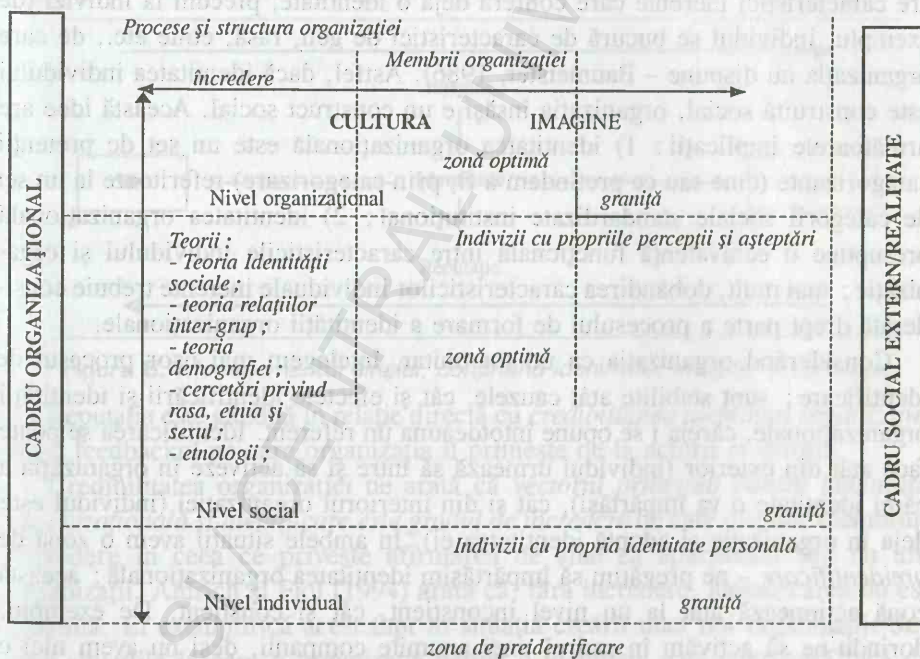 Procese şi structura organizaţiei
Membrii organizaţiei
încredere
CULTURA
IMAGINE
zonă optimă
Nivel organizaţional
graniţă
Teorii :
- Teoria Identităţii
sociale ;
- teoria relaţiilor
inter-grup ;
- teoria
demografiei ;
- cercetări privind
rasa, etnia şi
sexul ;
- etnologii ;
Indivizii cu propriile percepţii şi aşteptări
zonă optimă
Nivel social
graniţă
Indivizii cu propria identitate personală
Nivel individual
graniţă
zona de preidentificare
CADRU ORGANIZAŢIONAL
CADRU SOCIAL EXTERN/REALITATE